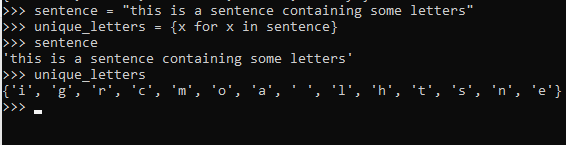 >>> sentence = "this is a sentence containing some letters"
>>> unique_letters = {x for x in sentence}
>>> sentence
'this is a sentence containing some letters'
>>> unique_letters
{'i', 'g', 'r', 'c', 'm', 'o', 'a', ' ', 'l', 'h', 't', 's', 'n', 'e'}
>>>